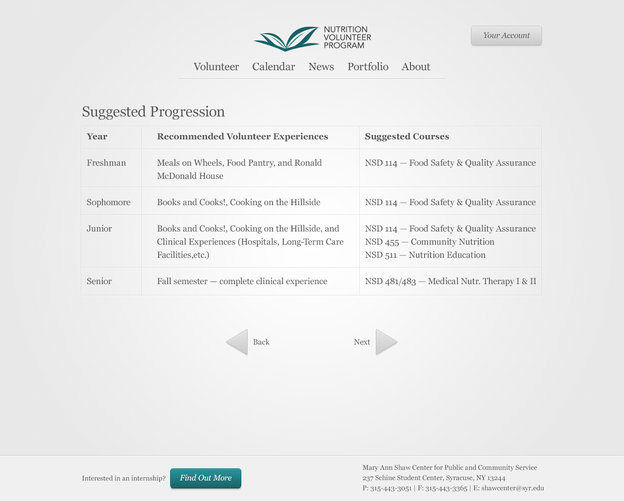 NUTRITION
VOLUNTEER
PROGRAM
Your Account
Volunteer Calendar News Portfolio About
Suggested Progression
Year Recommended Volunteer Experiences Suggested Courses
Freshman Meals on Wheels, Food Pantry, and Ronald NSD 114 — Food Safety & Quality Assurance
McDonald House
Sophomore Books and Cooks!, Cooking on the Hillside NSD 114 — Food Safety & Quality Assurance
Junior Books and Cooks!, Cooking on the Hillside, and NSD 114 — Food Safety & Quality Assurance
Clinical Experiences (Hospitals, Long-Term Care NSD 455 — Community Nutrition
Facilities,etc.) NSD 511 — Nutrition Education
Senior Fall semester — complete clinical experience NSD 481/483 — Medical Nutr. Therapy I & II
Back Next
Mary Ann Shaw Center for Public and Community Service
Interested in an internship? Find Out More 237 Schine Student Center, Syracuse, NY 13244
P: 315-443-3051 | F: 315-443-3365 | E: shawcenter@syr.edu